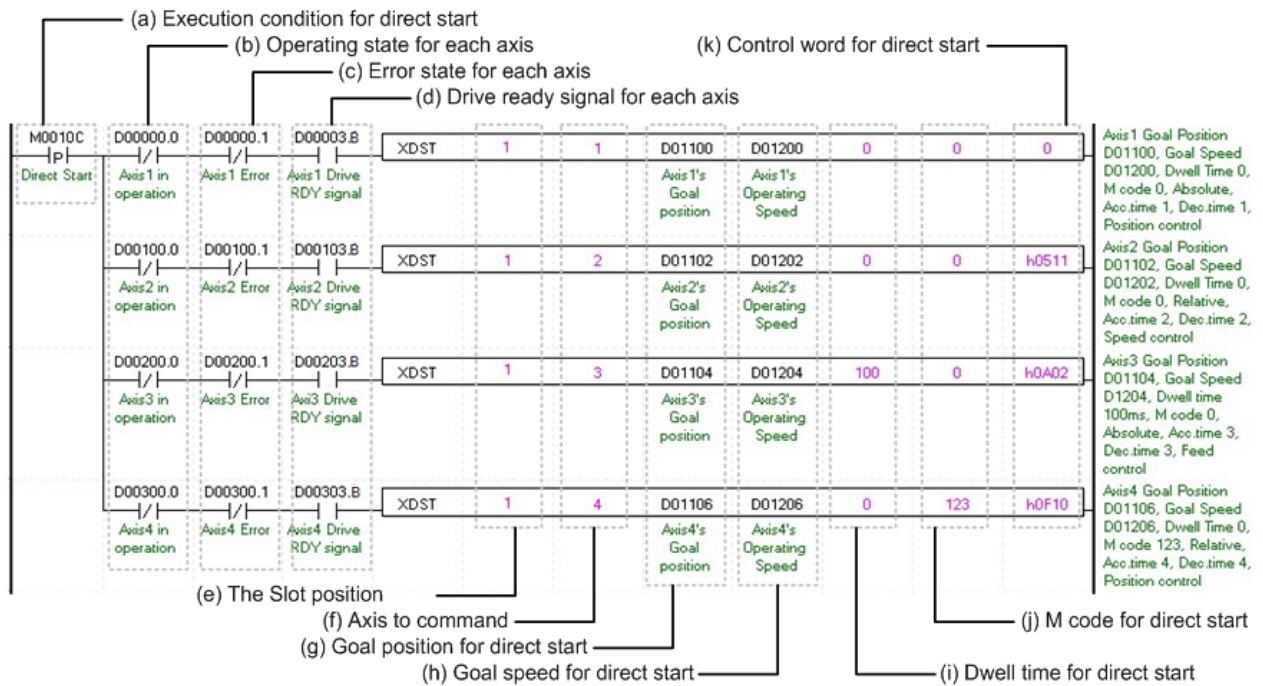 (a) Execution condition for direct start
(b) Operating state for each axis
(k) Control word for direct start
(c) Error state for each axis
(d) Drive ready signal for each axis
M0010C D00000.0 D00000.1 D00003.B XDST 1 1 D01100 D01200 0 0 0
P
Direct Start
Axis1 in
operation
Axis1 Error
Axis1 Drive
RDY signal
Axis1's
Goal
position
Axis1's
Operating
Speed
Axis1 Goal Position
D01100, Goal Speed
D01200, Dwell Time 0,
M code 0, Absolute,
Acc.time 1, Dec.time 1,
Position control
D00100.0 D00100.1 D00103.B XDST 1 2 D01102 D01202 0 0 h0511
Axis2 in
operation
Axis2 Error
Axis2 Drive
RDY signal
Axis2's
Goal
position
Axis2's
Operating
Speed
Axis2 Goal Position
D01102, Goal Speed
D01202, Dwell Time 0,
M code 0, Relative,
Acc.time 2, Dec.time 2,
Speed control
D00200.0 D00200.1 D00203.B XDST 1 3 D01104 D01204 100 0 h0A02
Axis3 in
operation
Axis3 Error
Axi3 Drive
RDY signal
Axis3's
Goal
position
Axis3's
Operating
Speed
Axis3 Goal Position
D01104, Goal Speed
D1204, Dwell time
100ms, M code 0,
Absolute, Acc.time 3,
Dec.time 3, Feed
control
D00300.0 D00300.1 D00303.B XDST 1 4 D01106 D01206 0 123 h0F10
Axis4 in
operation
Axis4 Error
Axis4 Drive
RDY signal
Axis4's
Goal
position
Axis4's
Operating
Speed
Axis4 Goal Position
D01106, Goal Speed
D01206, Dwell Time 0,
M code 123, Relative,
Acc.time 4, Dec.time 4,
Position control
(e) The Slot position
(f) Axis to command
(j) M code for direct start
(g) Goal position for direct start
(h) Goal speed for direct start
(i) Dwell time for direct start